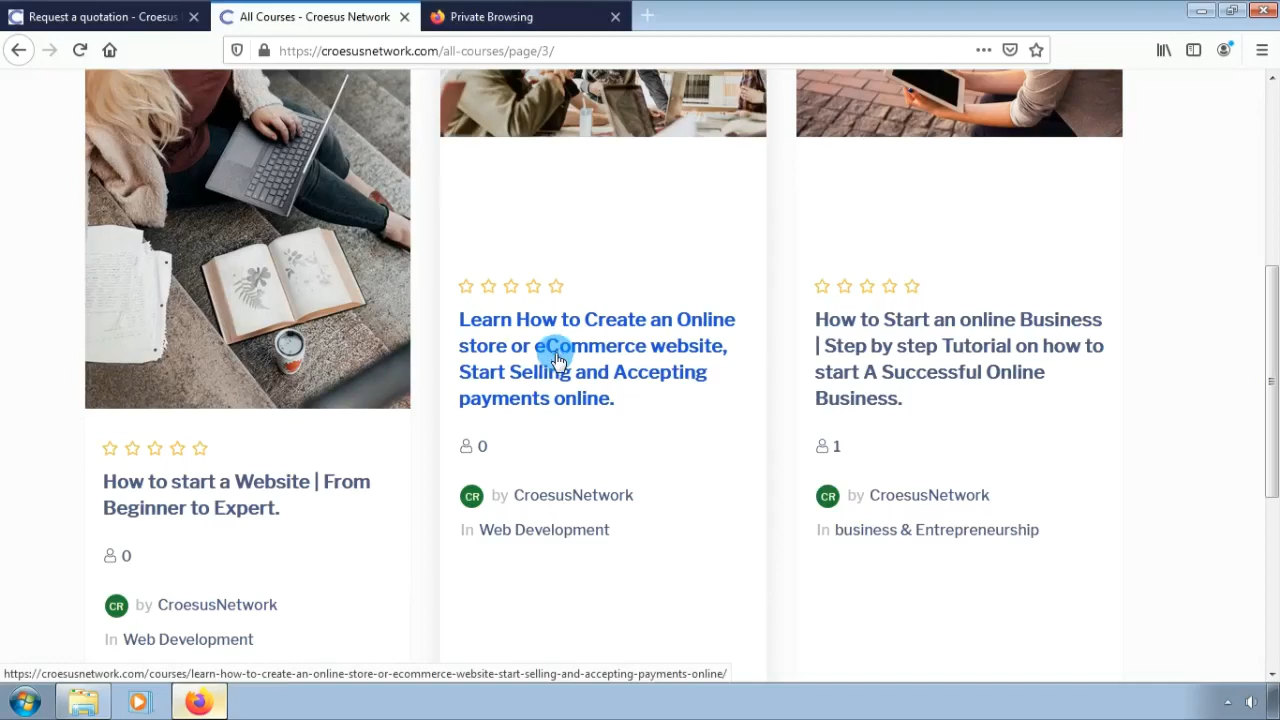 Request a quotation - Croesus
All Courses - Croesus Network
Private Browsing
https://croesusnetwork.com/all-courses/page/3/
How to start a Website | From
Beginner to Expert.
0
CR by CroesusNetwork
In Web Development
Learn How to Create an Online
store or eCommerce website,
Start Selling and Accepting
payments online.
0
CR by CroesusNetwork
In Web Development
How to Start an online Business
| Step by step Tutorial on how to
start A Successful Online
Business.
1
CR by CroesusNetwork
In business & Entrepreneurship
https://croesusnetwork.com/courses/learn-how-to-create-an-online-store-or-ecommerce-website-start-selling-and-accepting-payments-online/